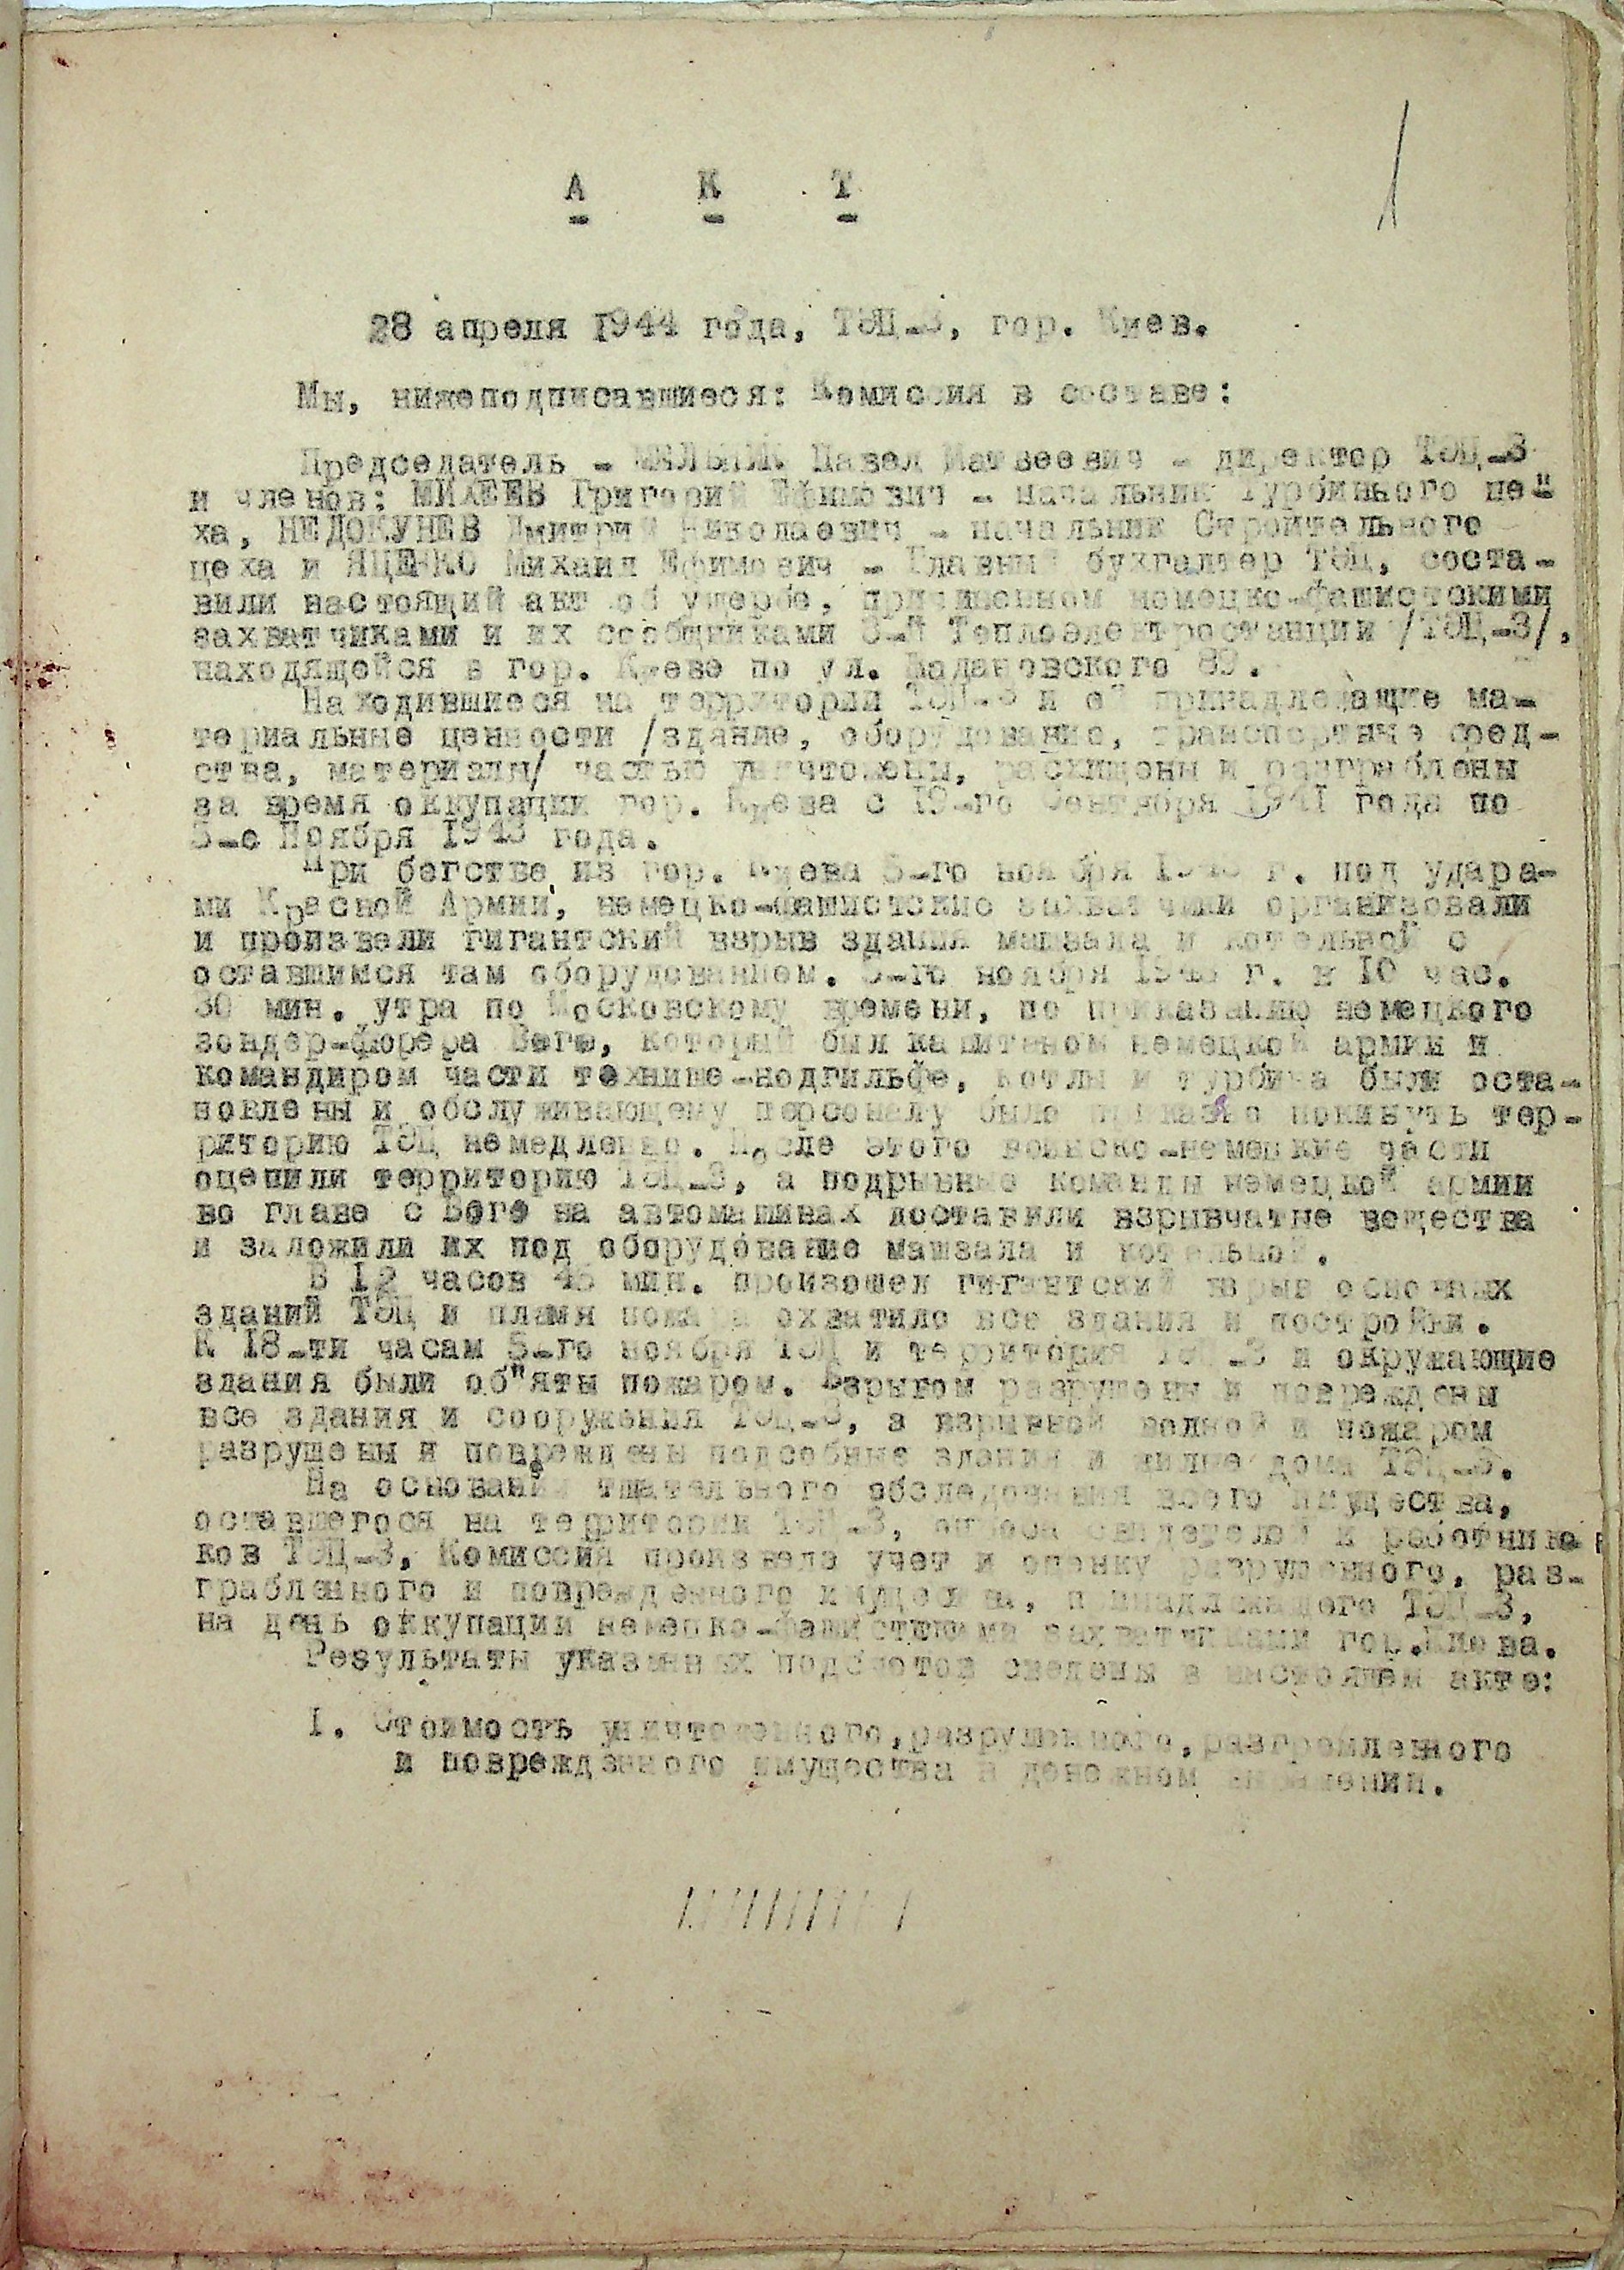 1
А К Т
28 апреля 1944 года, ТЭЦ-3, гор. Киев.
Мы, нижеподписавшиеся: Комиссия в составе:
Председатель - Павел Матвеевич - директор ТЭЦ-3
и членов: МИХЕЕВ Григорий Ефимович - начальник Турбинного це-
ха, НЕДОКУНЕВ Дмитрий Николаевич - начальник Строительного
цеха и ЯЦЕНКО Михаил Ефимович - Главный бухгалтер ТЭЦ, соста-
вили настоящий акт об ущербе, причиненном немецко-фашистскими
захватчиками и их сообщниками 3-й Теплоэлектростанции /ТЭЦ-3/,
находящейся в гор. Киеве по ул. Жадановского 89.
Находившиеся на территории ТЭЦ-3 и ей принадлежащие ма-
териальные ценности /здание, оборудование, транспортные сред-
ства, материалы/ частью уничтожены, расхищены и разграблены
за время оккупации гор. Киева с 19-го Сентября 1941 года по
5-е Ноября 1943 года.
При бегстве из гор. Киева 5-го ноября 1943 г. под удара-
ми Красной Армии, немецко-фашистские захватчики организовали
и произвели гигантский взрыв здания машзала и котельной с
оставшимся там оборудованием. 5-го ноября 1943 г. в 10 час.
30 мин. утра по Московскому времени, по приказанию немецкого
зондер-фюрера Беге, который был капитаном немецкой армии и
командиром части технише-нодгильфе, котлы и турбина были оста-
новлены и обслуживающему персоналу было приказано покинуть тер-
риторию ТЭЦ немедленно. После этого воинско-немецкие части
оцепили территорию ТЭЦ-3, а подрывные команды немецкой армии
во главе с Беге на автомашинах доставили взрывчатые вещества
и заложили их под оборудование машзала и котельной.
В 12 часов 45 мин. произошел гигантский взрыв основных
зданий ТЭЦ и пламя пожара охватило все здания и постройки.
К 18-ти часам 5-го ноября ТЭЦ и территория ТЭЦ-3 и окружающие
здания были об"яты пожаром. Взрывом разрушены и повреждены
все здания и сооружения ТЭЦ-3, а взрывной волной и пожаром
разрушены и повреждены подсобные здания и жилые дома ТЭЦ-3.
На основание тщательного обследования всего имущества,
оставшегося на територии ТЭЦ-3, опроса свидетелей и работни-
ков ТЭЦ-3, Комиссия произвела учет и оценку разрушенного, раз-
грабленного и поврежденного имущества, принадлежащего ТЭЦ-3,
на день оккупации немецко-фашистскими захватчиками гор.Киева.
Результаты указанных подсчетов сведены в настоящем акте:
I. Стоимость уничтоженного, разрушенного, разгромленного
и поврежденного имущества в денежном выражении.